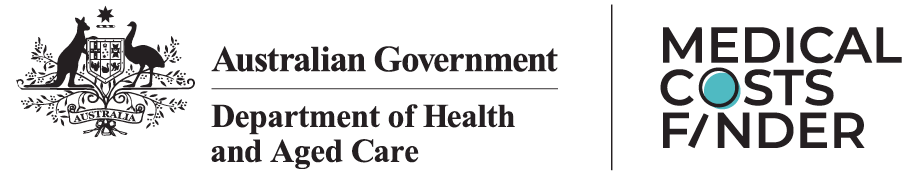 AUSTRALIA
Australian Government
Department of Health
and Aged Care
MEDICAL
COSTS
FINDER